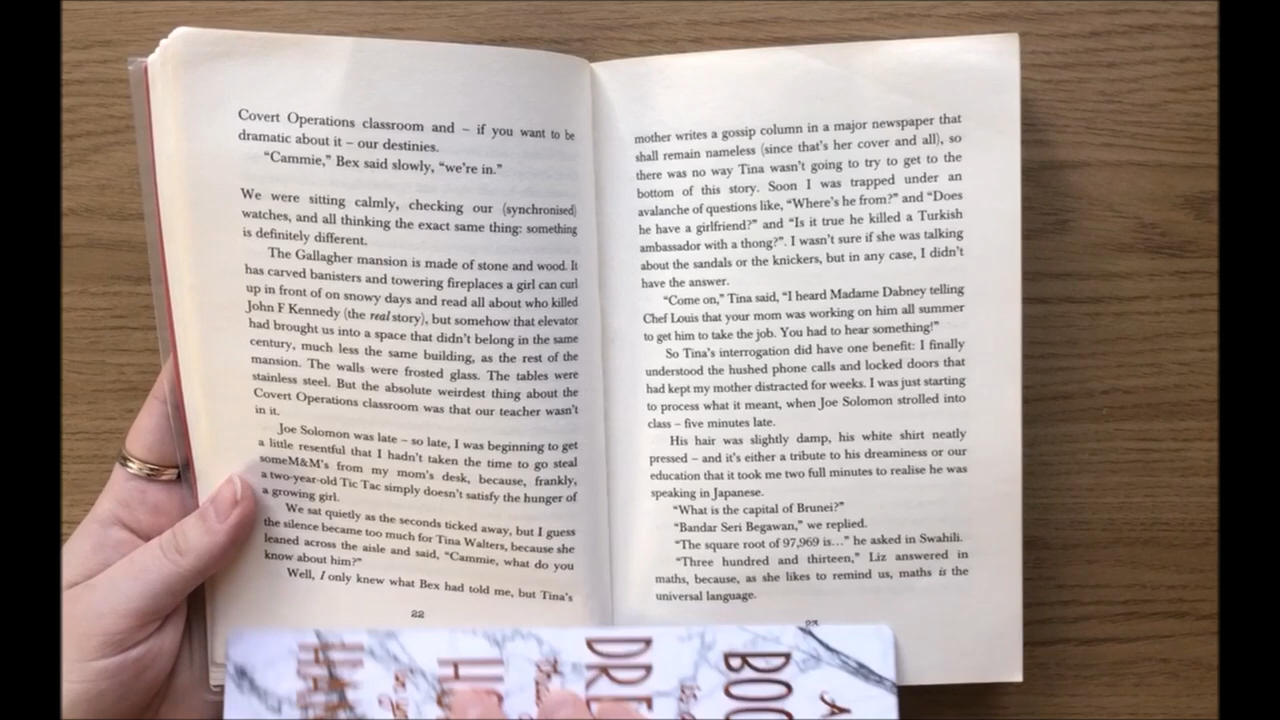 Covert Operations classroom and – if you want to be
dramatic about it – our destinies.
“Cammie,” Bex said slowly, “we’re in.”
We were sitting calmly, checking our (synchronised)
watches, and all thinking the exact same thing: something
is definitely different.
The Gallagher mansion is made of stone and wood. It
has carved banisters and towering fireplaces a girl can curl
up in front of on snowy days and read all about who killed
John F Kennedy (the real story), but somehow that elevator
had brought us into a space that didn’t belong in the same
century, much less the same building, as the rest of the
mansion. The walls were frosted glass. The tables were
stainless steel. But the absolute weirdest thing about the
Covert Operations classroom was that our teacher wasn’t
in it.
Joe Solomon was late – so late, I was beginning to get
a little resentful that I hadn’t taken the time to go steal
someM&M’s from my mom’s desk, because, frankly,
a two-year-old Tic Tac simply doesn’t satisfy the hunger of
a growing girl.
We sat quietly as the seconds ticked away, but I guess
the silence became too much for Tina Walters, because she
leaned across the aisle and said, “Cammie, what do you
know about him?”
Well, I only knew what Bex had told me, but Tina’s
22
mother writes a gossip column in a major newspaper that
shall remain nameless (since that’s her cover and all), so
there was no way Tina wasn’t going to try to get to the
bottom of this story. Soon I was trapped under an
avalanche of questions like, “Where’s he from?” and “Does
he have a girlfriend?” and “Is it true he killed a Turkish
ambassador with a thong?”. I wasn’t sure if she was talking
about the sandals or the knickers, but in any case, I didn’t
have the answer.
“Come on,” Tina said, “I heard Madame Dabney telling
Chef Louis that your mom was working on him all summer
to get him to take the job. You had to hear something!”
So Tina’s interrogation did have one benefit: I finally
understood the hushed phone calls and locked doors that
had kept my mother distracted for weeks. I was just starting
to process what it meant, when Joe Solomon strolled into
class – five minutes late.
His hair was slightly damp, his white shirt neatly
pressed – and it’s either a tribute to his dreaminess or our
education that it took me two full minutes to realise he was
speaking in Japanese.
“What is the capital of Brunei?”
“Bandar Seri Begawan,” we replied.
“The square root of 97,969 is…” he asked in Swahili.
“Three hundred and thirteen,” Liz answered in
maths, because, as she likes to remind us, maths is the
universal language.
23
A